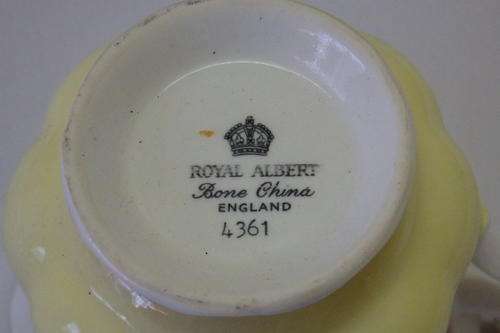 ROYAL ALBERT
Bone China
ENGLAND
4361